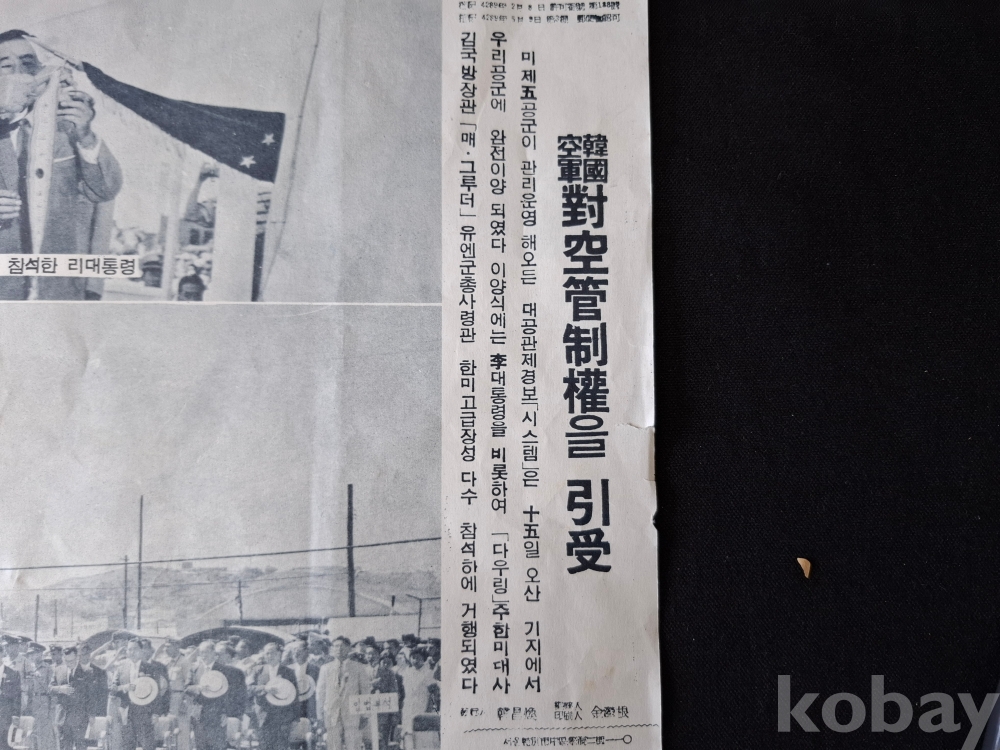 韓國
空軍
對空管制權을 引受
미 제五공군이 관리운영 해오든 대공관제경보「시스템」은 十五일 오산 기지에서
우리공군에 완전이양 되였다 이양식에는 李대통령을 비롯하여 「다우링」주한미대사
김국방장관 「매·그루더」 유엔군총사령관 한미고급장성 다수 참석하에 거행되였다
참석한 리대통령
韓昌煥
kobay